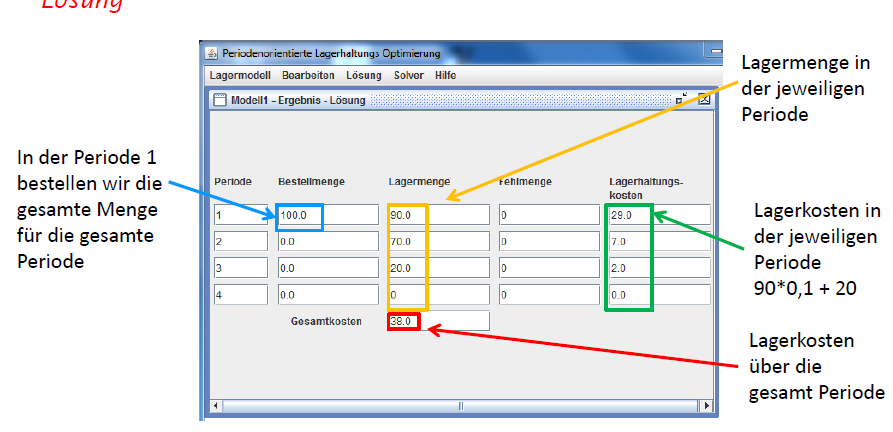 Lösung
Periodenorientierte Lagerhaltungs Optimierung
Lagermodell Bearbeiten Lösung Solver Hilfe
Modell1 - Ergebnis - Lösung
Lagermenge in
der jeweiligen
Periode
In der Periode 1
bestellen wir die
gesamte Menge
für die gesamte
Periode
Periode Bestellmenge Lagermenge Fehlmenge Lagerhaltungs-
kosten
1 100.0 90.0 0 29.0
2 0.0 70.0 0 7.0
3 0.0 20.0 0 2.0
4 0.0 0 0 0.0
Gesamtkosten 38.0
Lagerkosten in
der jeweiligen
Periode
90*0,1 + 20
Lagerkosten
über die
gesamt Periode